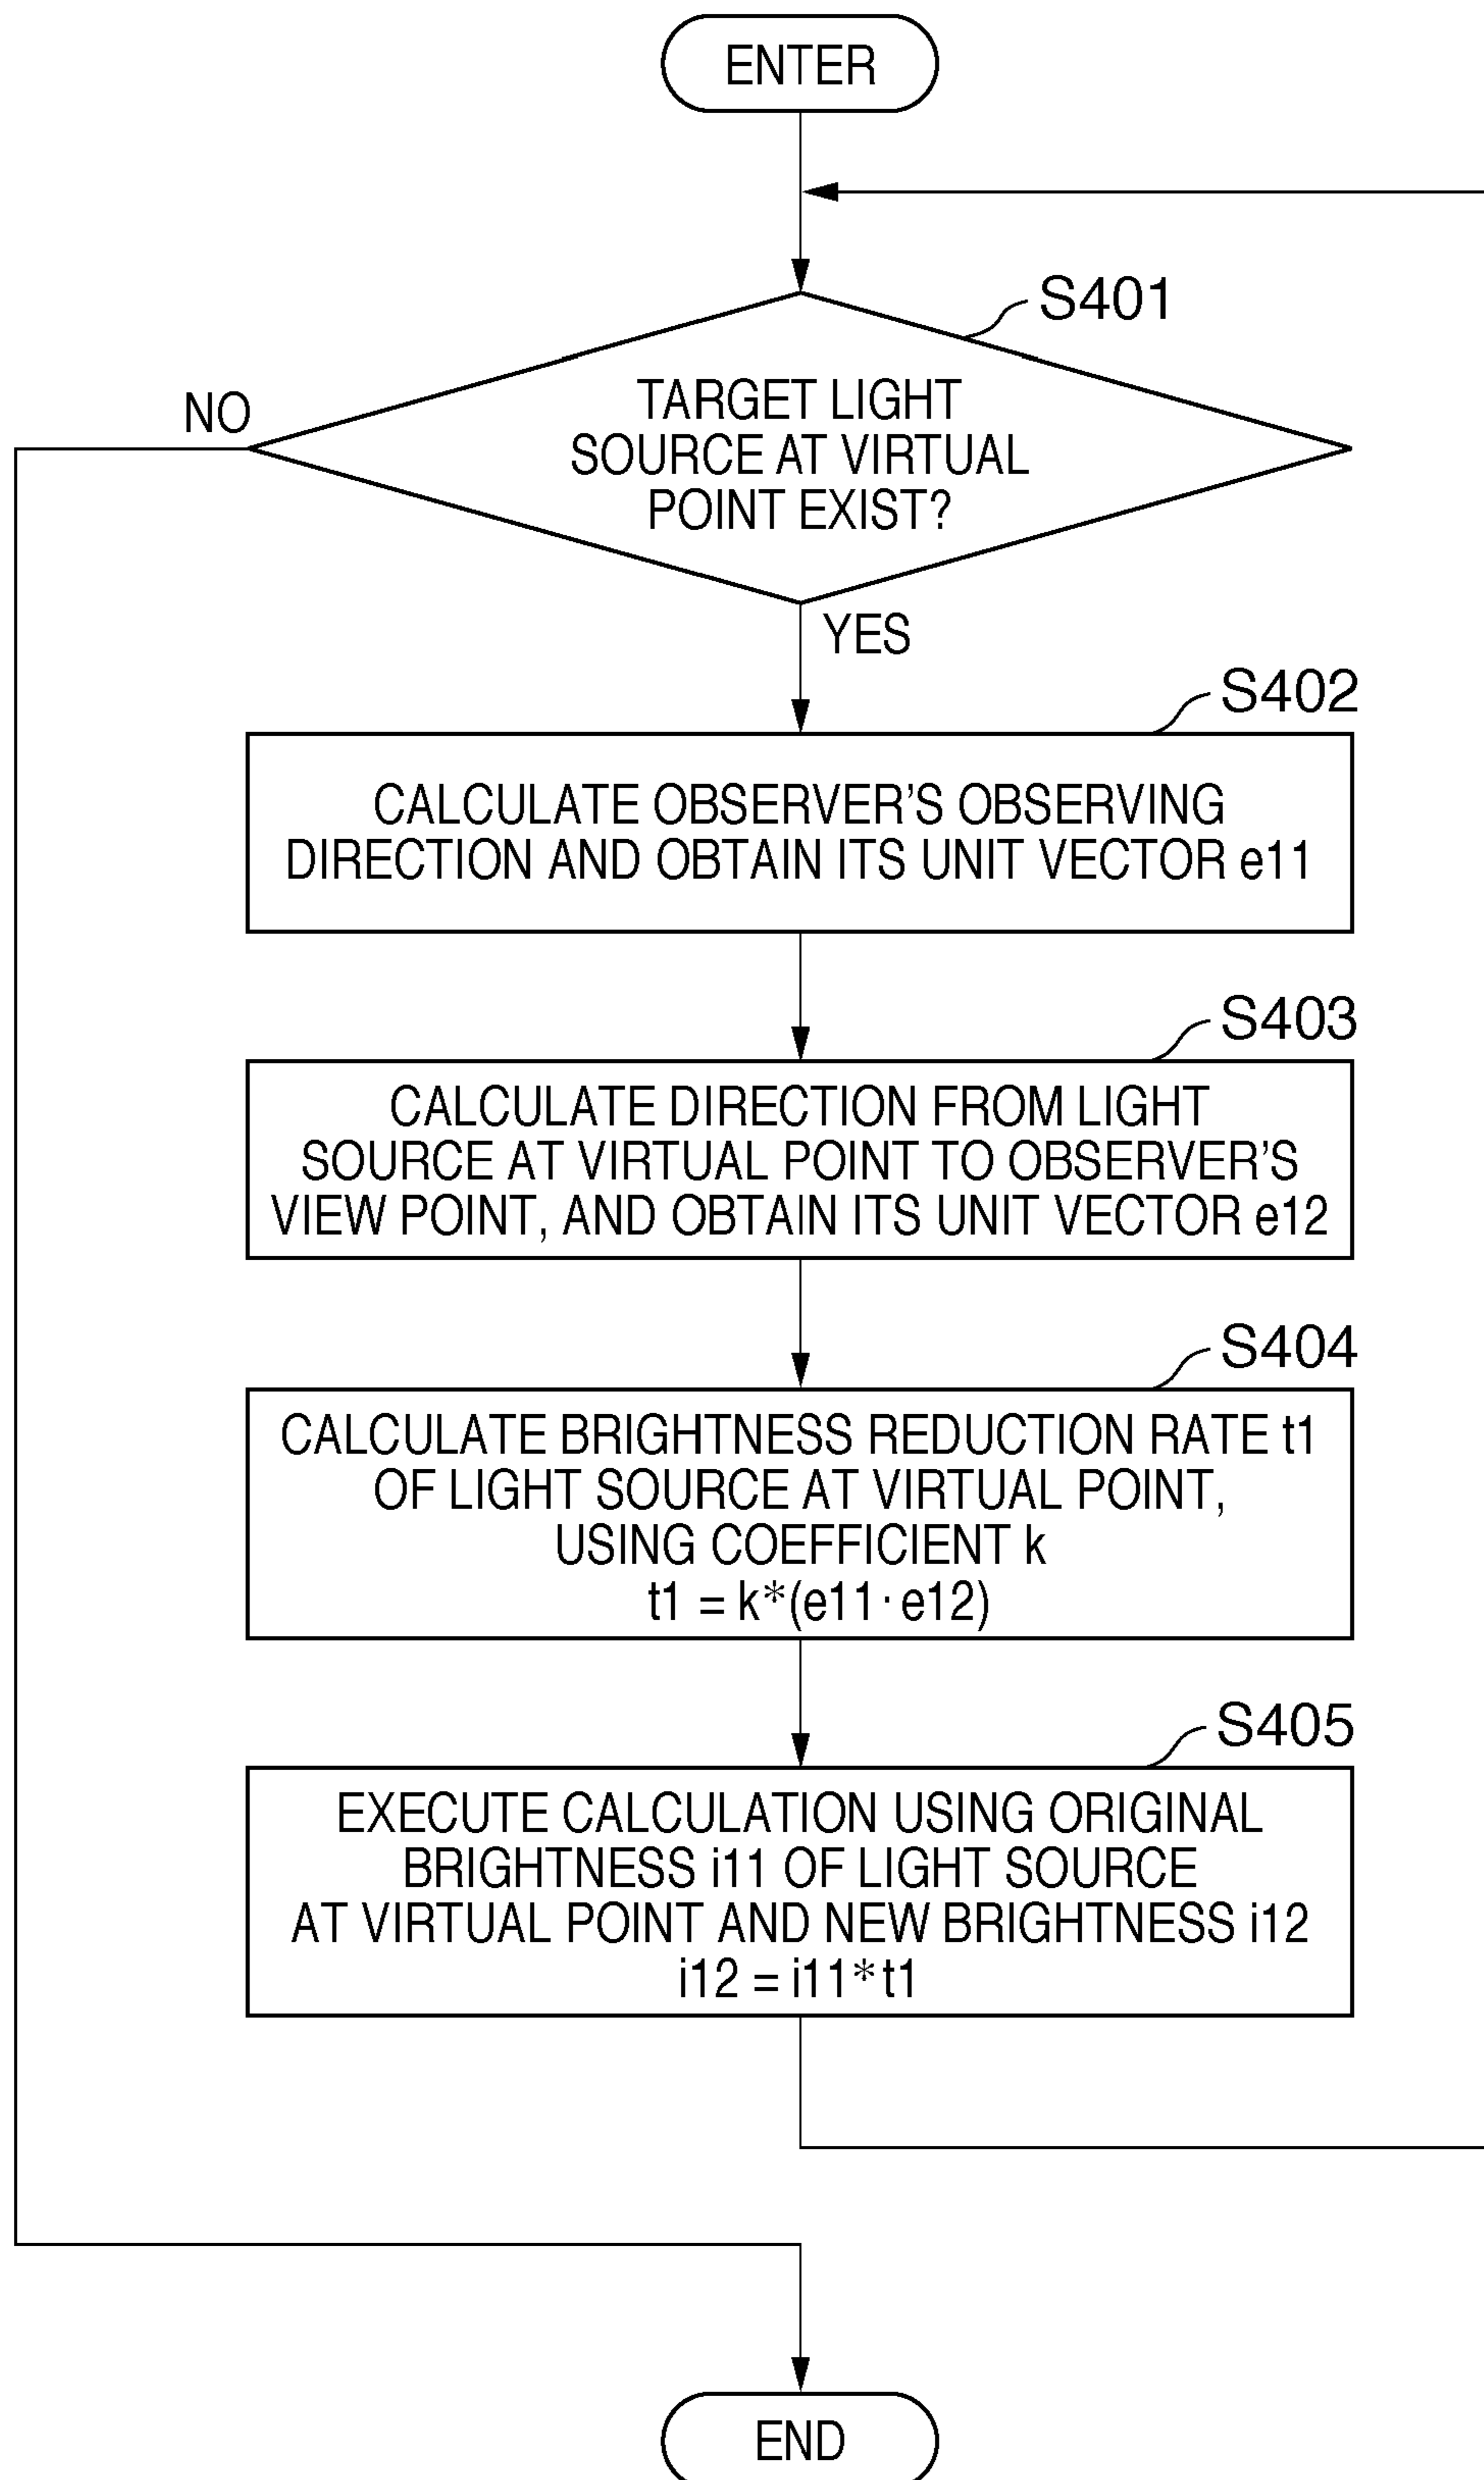 ENTER
S401
TARGET LIGHT
SOURCE AT VIRTUAL
POINT EXIST?
NO
YES
S402
CALCULATE OBSERVER'S OBSERVING
DIRECTION AND OBTAIN ITS UNIT VECTOR e11
S403
CALCULATE DIRECTION FROM LIGHT
SOURCE AT VIRTUAL POINT TO OBSERVER'S
VIEW POINT, AND OBTAIN ITS UNIT VECTOR e12
S404
CALCULATE BRIGHTNESS REDUCTION RATE t1
OF LIGHT SOURCE AT VIRTUAL POINT,
USING COEFFICIENT k
t1 = k*(e11·e12)
S405
EXECUTE CALCULATION USING ORIGINAL
BRIGHTNESS i11 OF LIGHT SOURCE
AT VIRTUAL POINT AND NEW BRIGHTNESS i12
i12 = i11*t1
END